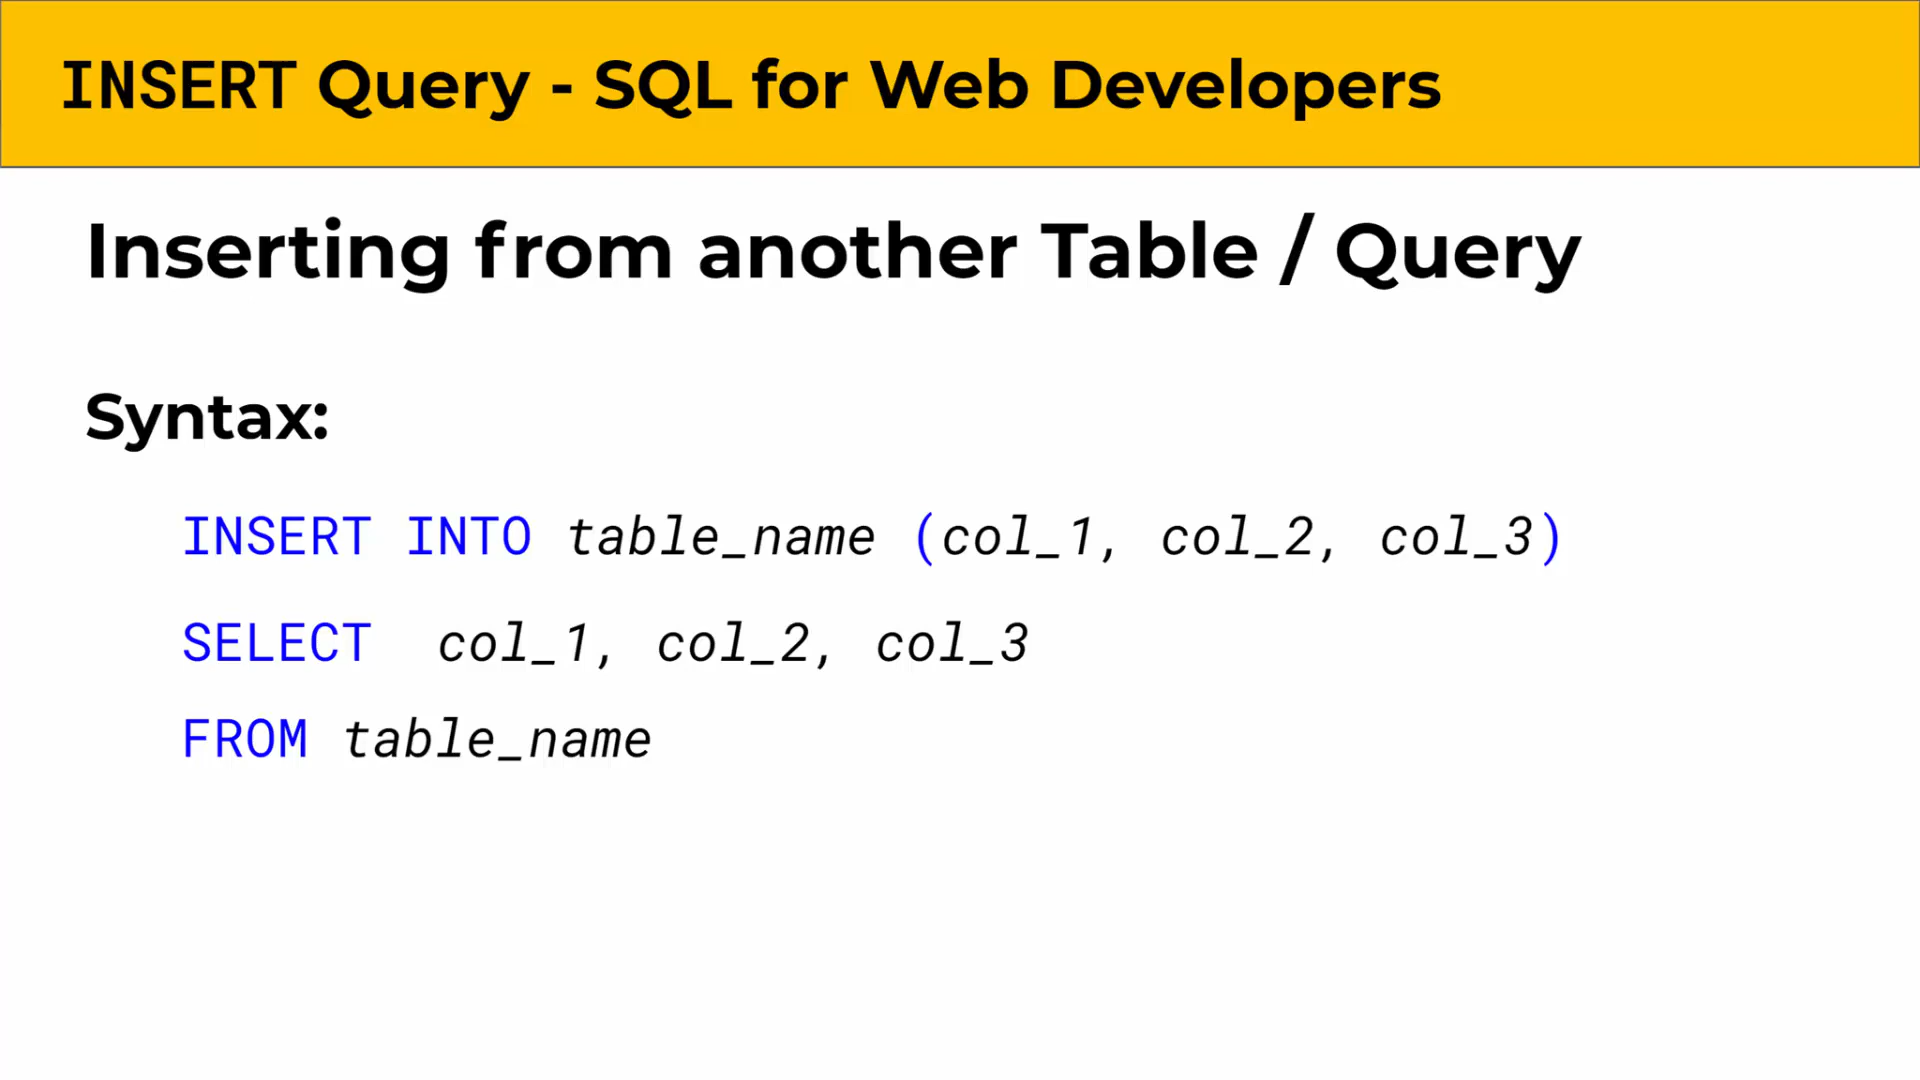 INSERT Query - SQL for Web Developers
Inserting from another Table / Query
Syntax:
INSERT INTO table_name (col_1, col_2, col_3)
SELECT col_1, col_2, col_3
FROM table_name